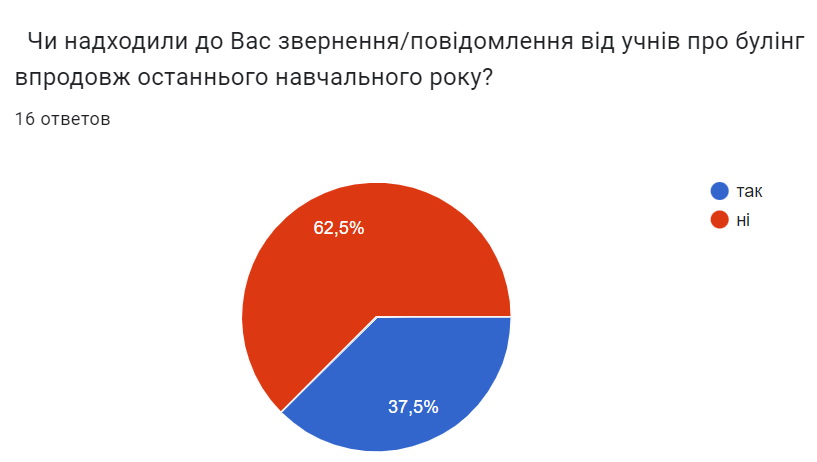 Чи надходили до Вас звернення/повідомлення від учнів про булінг
впродовж останнього навчального року?
16 ответов
так
ні
62,5%
37,5%